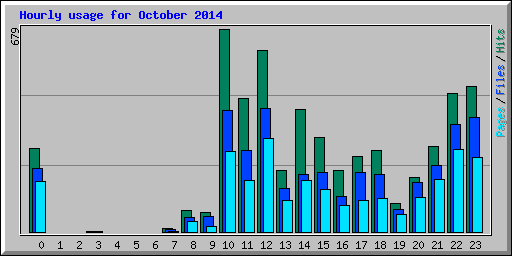 Hourly usage for October 2014
679
Pages/Files/Hits
0 1 2 3 4 5 6 7 8 9 10 11 12 13 14 15 16 17 18 19 20 21 22 23